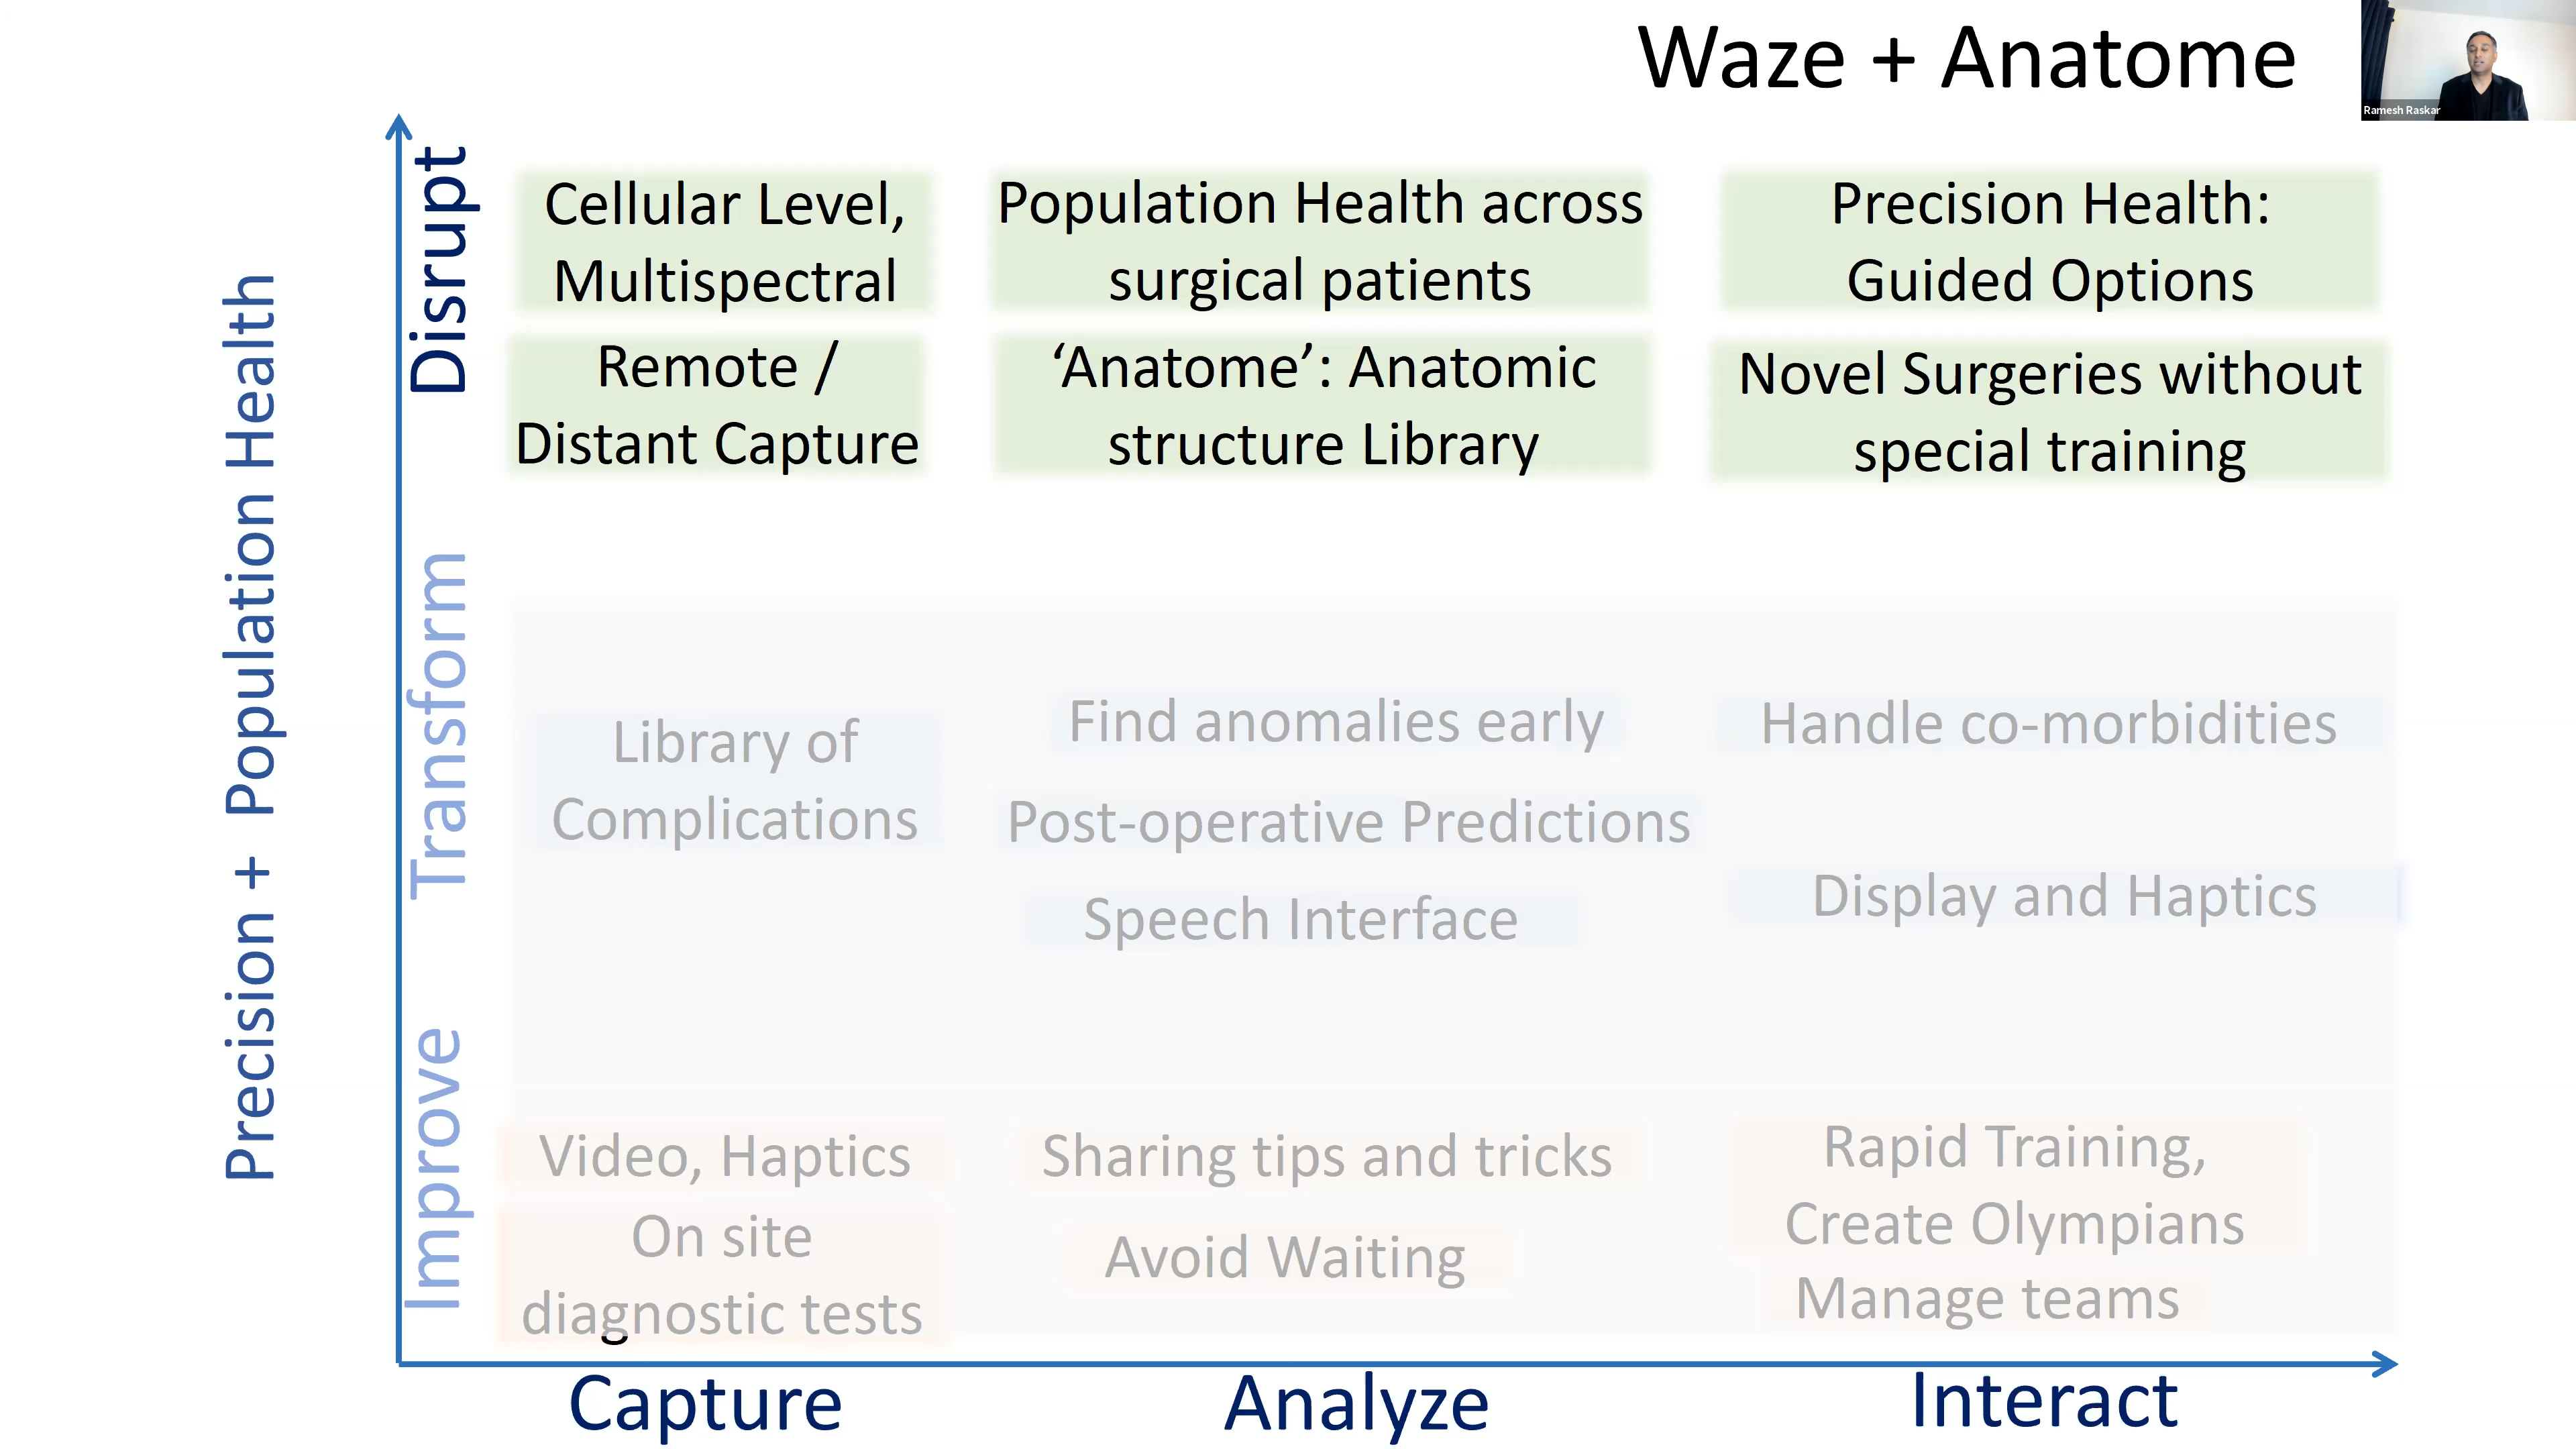 Waze + Anatome
Ramesh Raskar
Precision + Population Health
Disrupt
Cellular Level,
Multispectral
Population Health across
surgical patients
Precision Health:
Guided Options
Remote /
Distant Capture
‘Anatome’: Anatomic
structure Library
Novel Surgeries without
special training
Transform
Library of
Complications
Find anomalies early
Post-operative Predictions
Speech Interface
Handle co-morbidities
Display and Haptics
Improve
Video, Haptics
On site
diagnostic tests
Sharing tips and tricks
Avoid Waiting
Rapid Training,
Create Olympians
Manage teams
Capture
Analyze
Interact